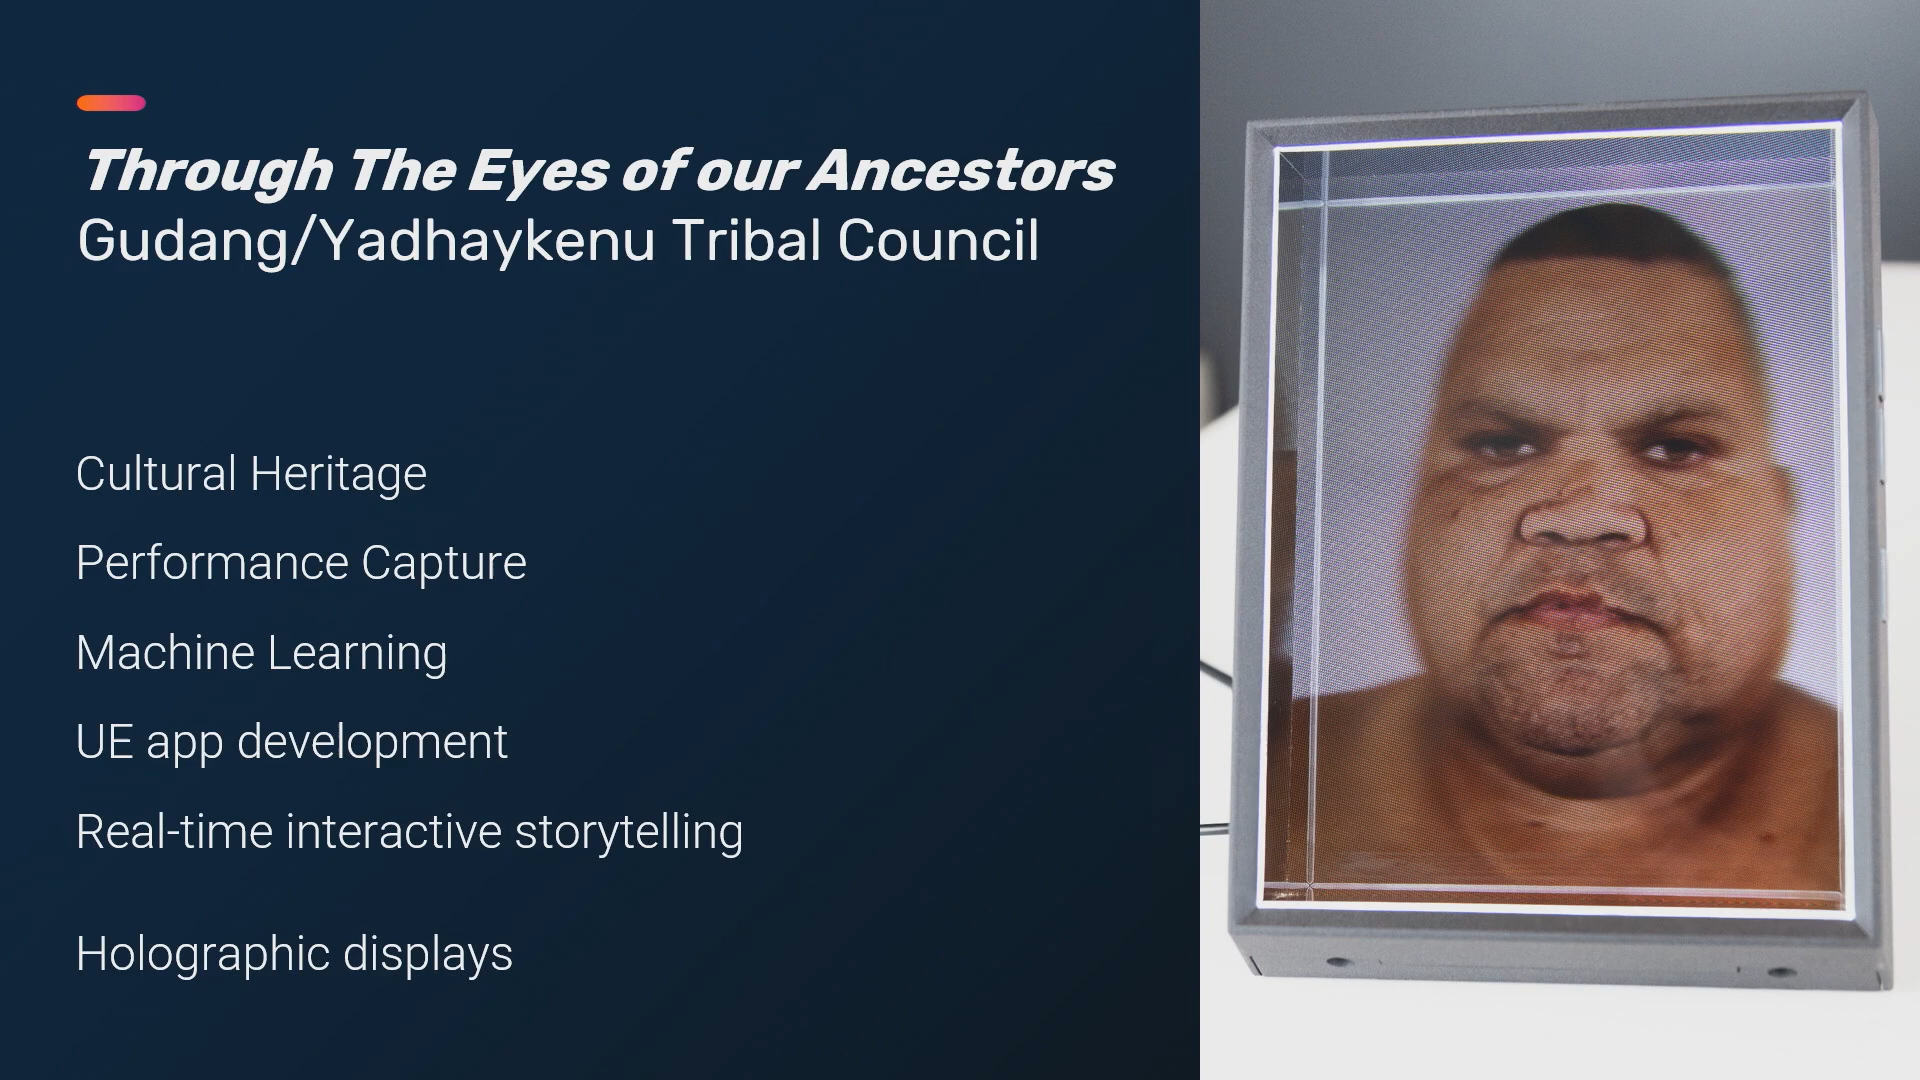 Through The Eyes of our Ancestors
Gudang/Yadhaykenu Tribal Council
Cultural Heritage
Performance Capture
Machine Learning
UE app development
Real-time interactive storytelling
Holographic displays